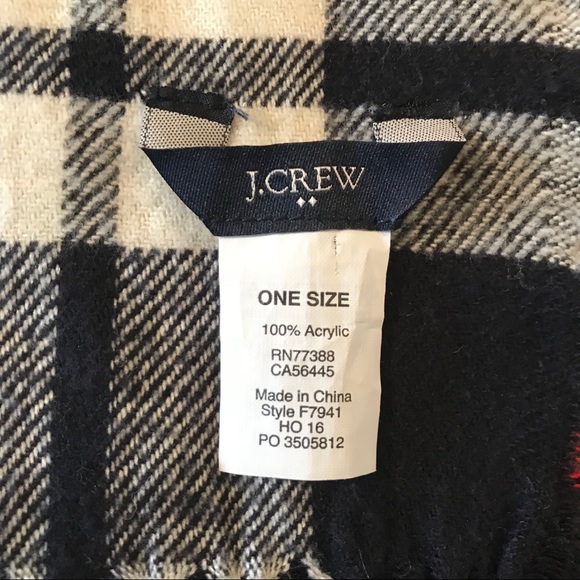 J.CREW
ONE SIZE
100% Acrylic
RN77388
CA56445
Made in China
Style F7941
HO 16
PO 3505812